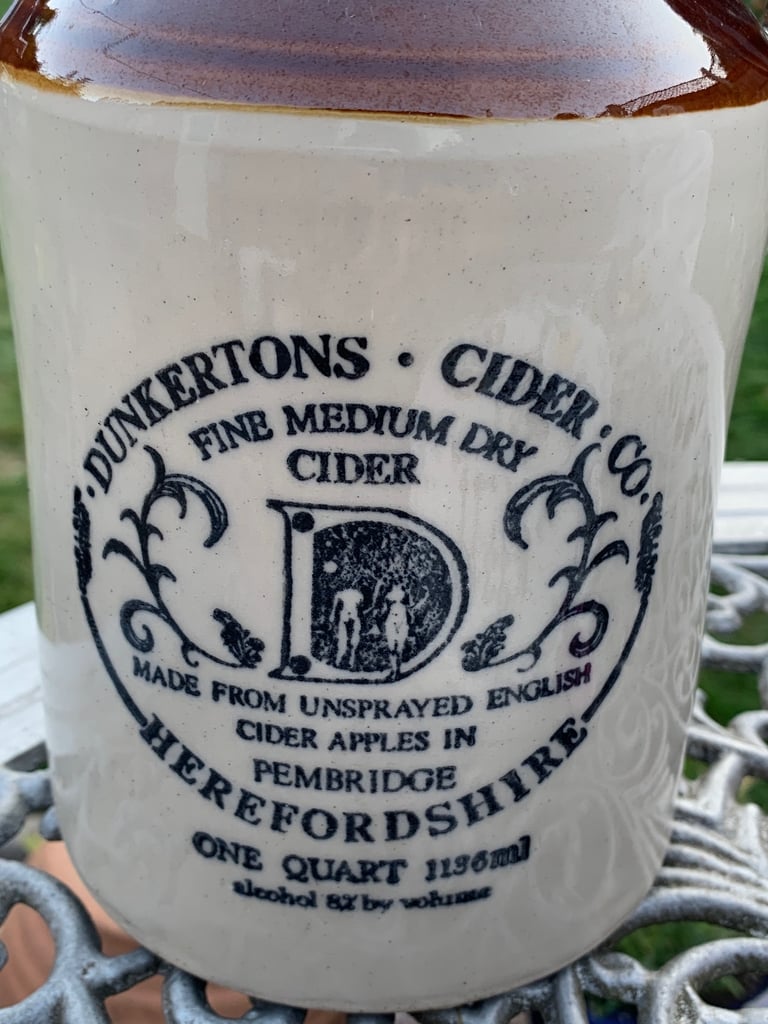 ·DUNKERTONS · CIDER · CO·
FINE MEDIUM DRY
CIDER
D
MADE FROM UNSPRAYED ENGLISH
CIDER APPLES IN
PEMBRIDGE
HEREFORDSHIRE
ONE QUART 1136ml
alcohol 8% by volume